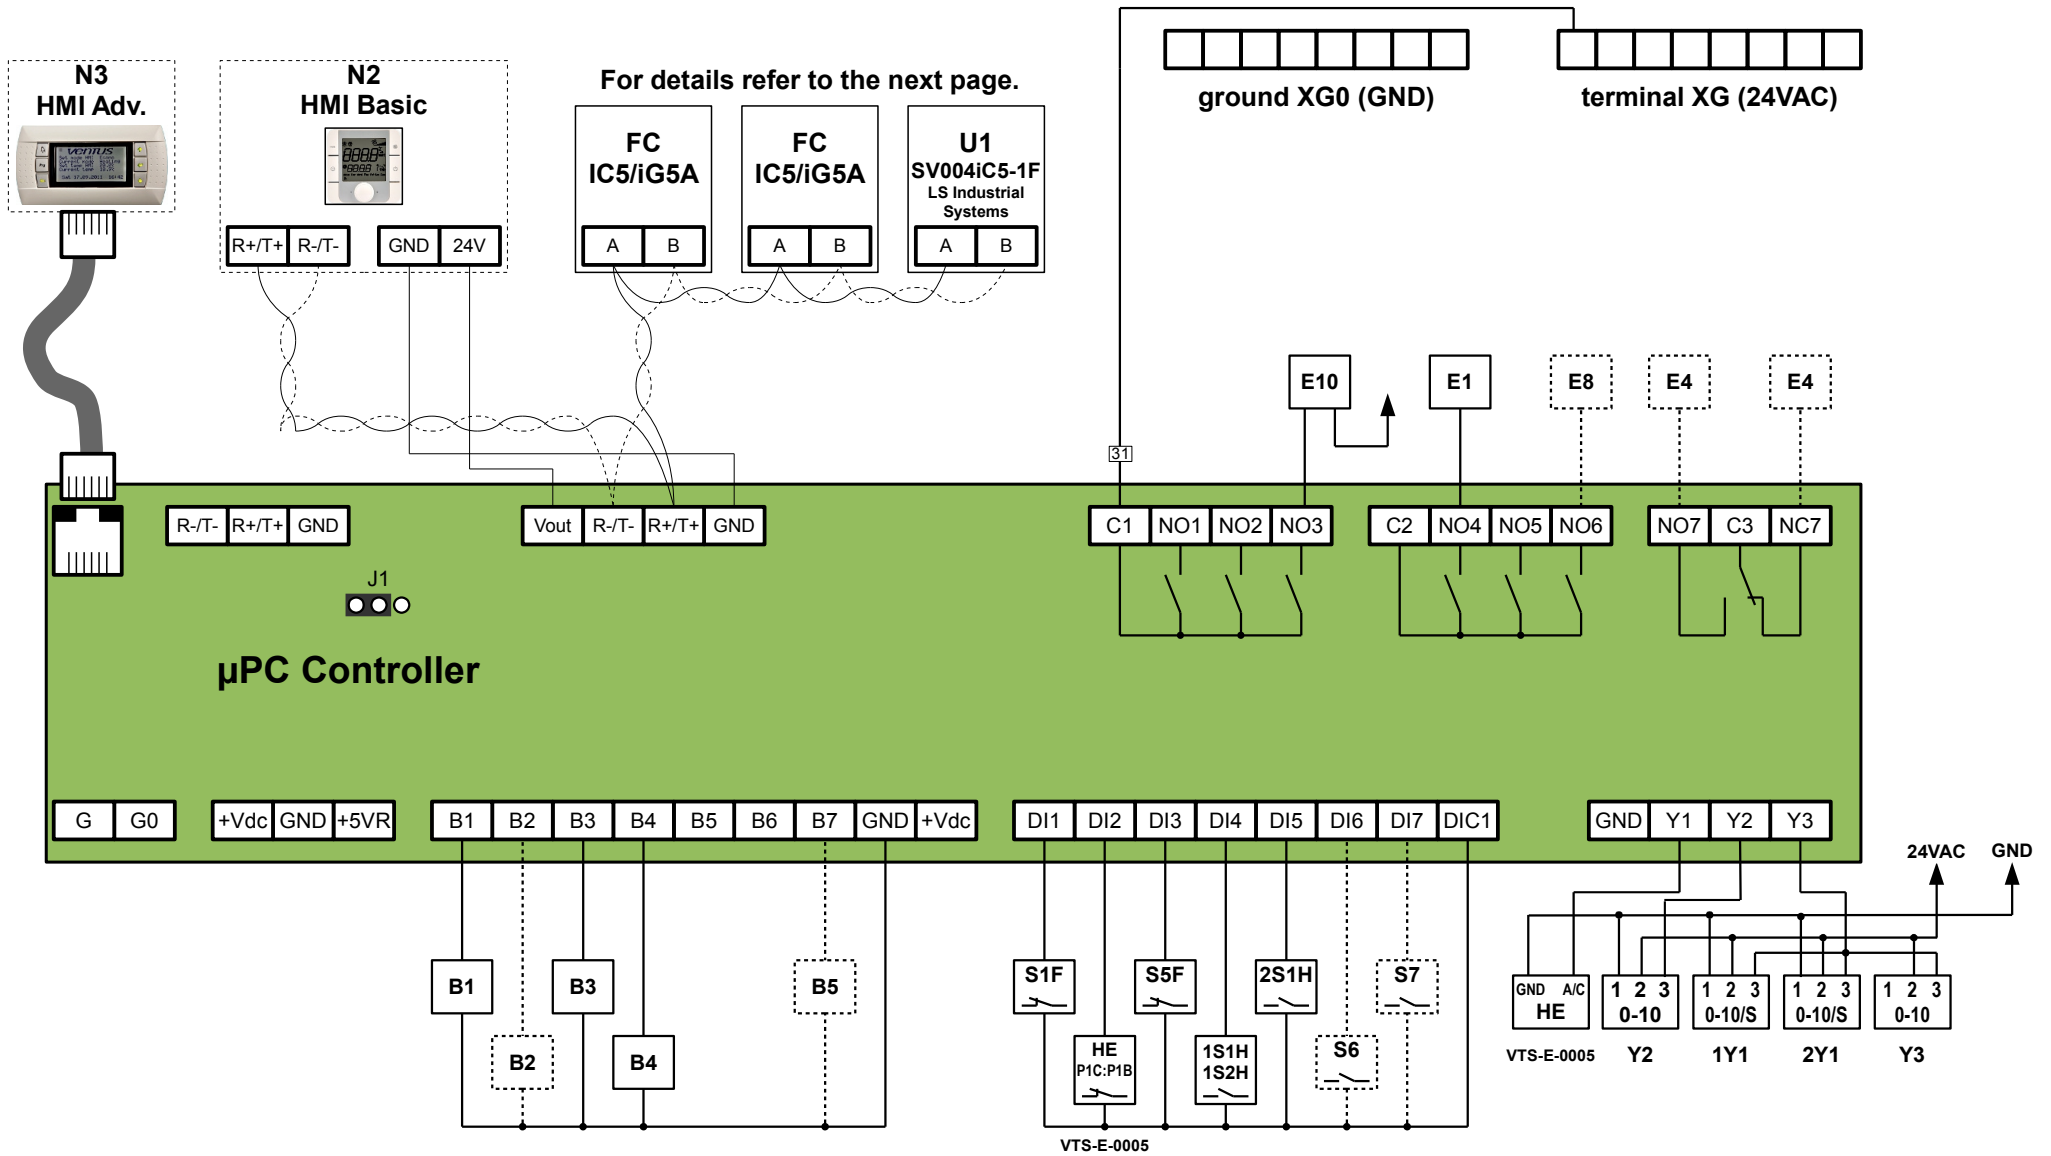 N3
HMI Adv.
N2
HMI Basic
For details refer to the next page.
FC
IC5/iG5A
FC
IC5/iG5A
U1
SV004iC5-1F
LS Industrial
Systems
ground XG0 (GND)
terminal XG (24VAC)
VENTUS
R+/T+ R-/T- GND 24V
A B A B A B
E10 E1 E8 E4 E4
31
R-/T- R+/T+ GND
Vout R-/T- R+/T+ GND
C1 NO1 NO2 NO3
C2 NO4 NO5 NO6
NO7 C3 NC7
J1
µPC Controller
G G0
+Vdc GND +5VR
B1 B2 B3 B4 B5 B6 B7 GND +Vdc
DI1 DI2 DI3 DI4 DI5 DI6 DI7 DIC1
GND Y1 Y2 Y3
24VAC GND
B1 B3 B5
B2 B4
S1F S5F 2S1H S7
HE
P1C:P1B
1S1H
1S2H
S6
VTS-E-0005
GND A/C
HE
1 2 3
0-10
1 2 3
0-10/S
1 2 3
0-10/S
1 2 3
0-10
VTS-E-0005 Y2 1Y1 2Y1 Y3